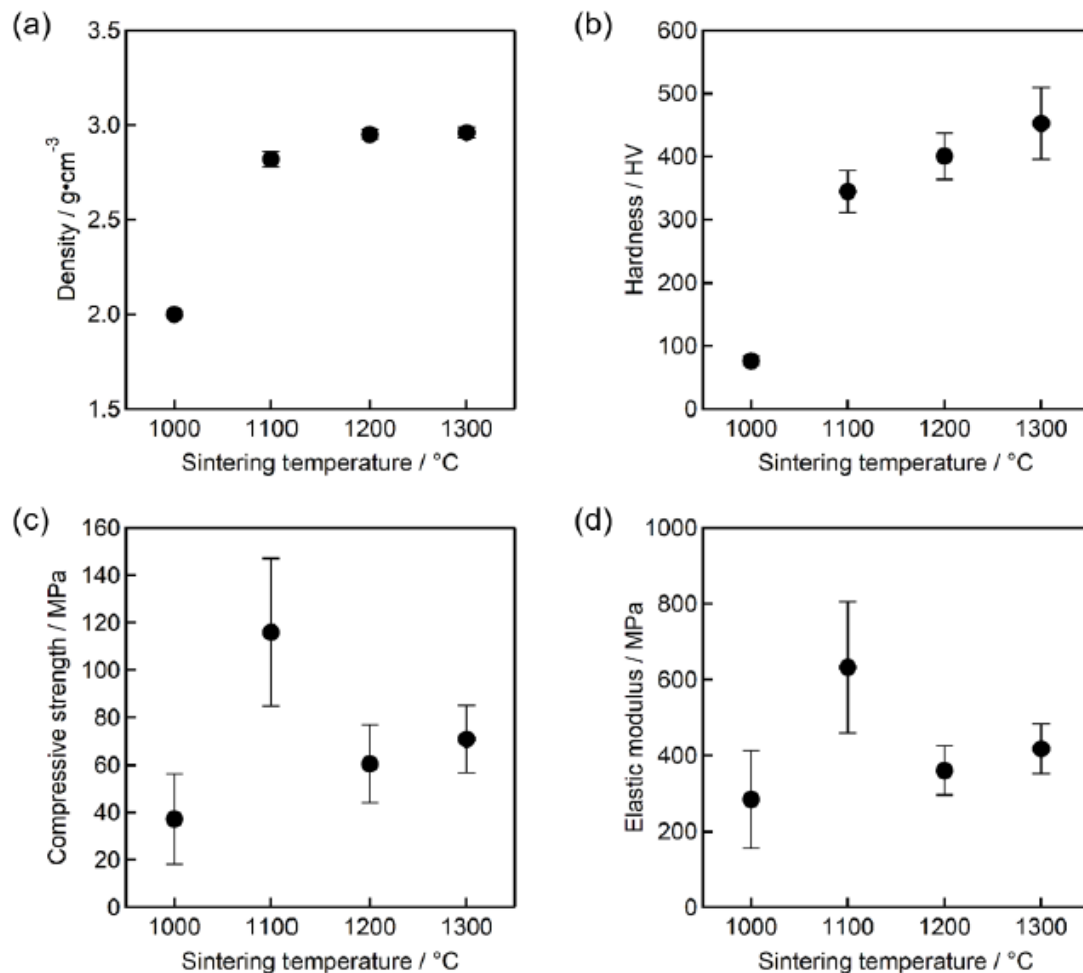 (a)
3.5
3.0
2.5
2.0
1.5
Density / g•cm⁻³
1000 1100 1200 1300
Sintering temperature / °C
(b)
600
500
400
300
200
100
0
Hardness / HV
1000 1100 1200 1300
Sintering temperature / °C
(c)
160
140
120
100
80
60
40
20
0
Compressive strength / MPa
1000 1100 1200 1300
Sintering temperature / °C
(d)
1000
800
600
400
200
0
Elastic modulus / MPa
1000 1100 1200 1300
Sintering temperature / °C